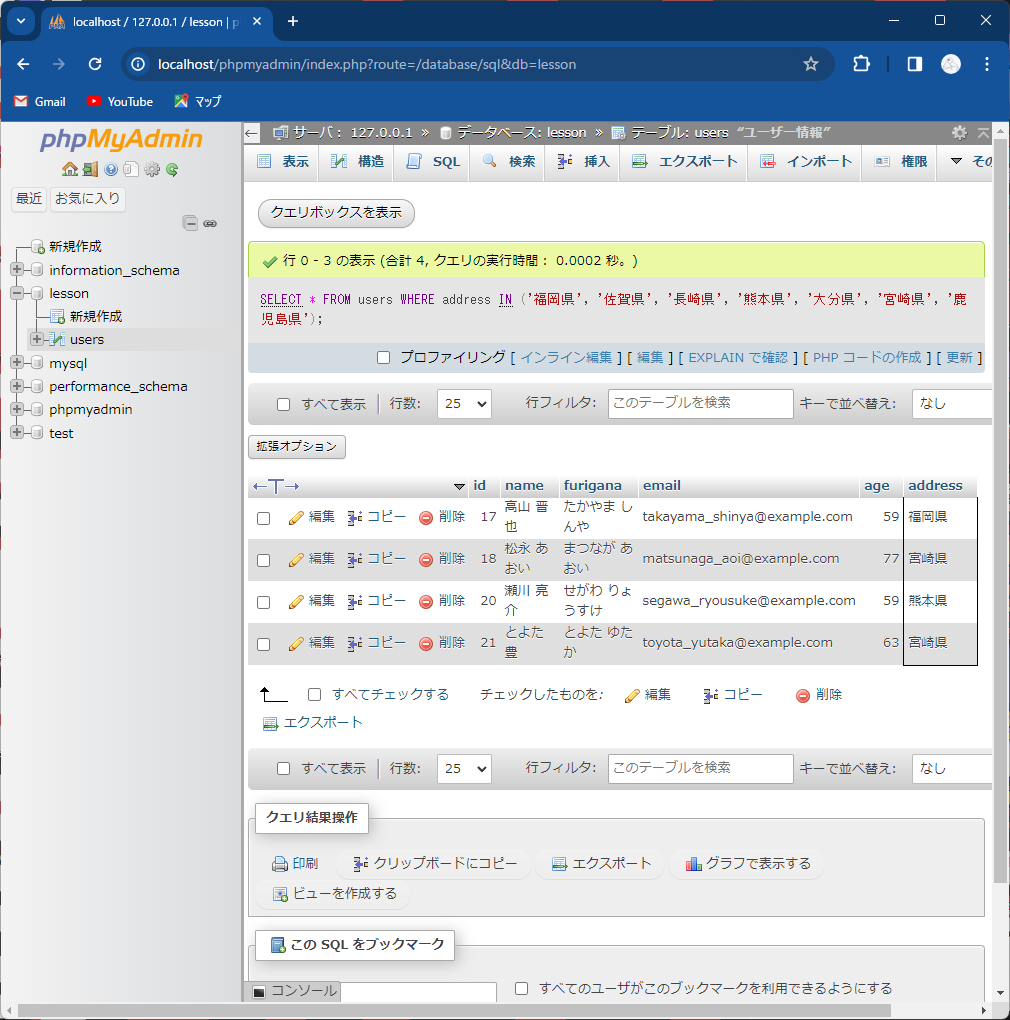 localhost / 127.0.0.1 / lesson | p
localhost/phpmyadmin/index.php?route=/database/sql&db=lesson
Gmail YouTube マップ
phpMyAdmin
最近 お気に入り
新規作成
information_schema
lesson
新規作成
users
mysql
performance_schema
phpmyadmin
test
サーバ: 127.0.0.1 » データベース: lesson » テーブル: users “ユーザー情報”
表示 構造 SQL 検索 挿入 エクスポート インポート 権限 その
クエリボックスを表示
行 0 - 3 の表示 (合計 4, クエリの実行時間: 0.0002 秒。)
SELECT * FROM users WHERE address IN ('福岡県', '佐賀県', '長崎県', '熊本県', '大分県', '宮崎県', '鹿
児島県');
プロファイリング [ インライン編集 ] [ 編集 ] [ EXPLAIN で確認 ] [ PHP コードの作成 ] [ 更新 ]
すべて表示 行数: 25 行フィルタ: このテーブルを検索 キーで並べ替え: なし
拡張オプション
←T→ id name furigana email age address
編集 コピー 削除 17 高山 晋也 たかやま しんや takayama_shinya@example.com 59 福岡県
編集 コピー 削除 18 松永 あおい まつなが あおい matsunaga_aoi@example.com 77 宮崎県
編集 コピー 削除 20 瀬川 亮介 せがわ りょうすけ segawa_ryousuke@example.com 59 熊本県
編集 コピー 削除 21 とよた 豊 とよた ゆたか toyota_yutaka@example.com 63 宮崎県
すべてチェックする チェックしたものを: 編集 コピー 削除
エクスポート
すべて表示 行数: 25 行フィルタ: このテーブルを検索 キーで並べ替え: なし
クエリ結果操作
印刷 クリップボードにコピー エクスポート グラフで表示する
ビューを作成する
この SQL をブックマーク
コンソール すべてのユーザがこのブックマークを利用できるようにする